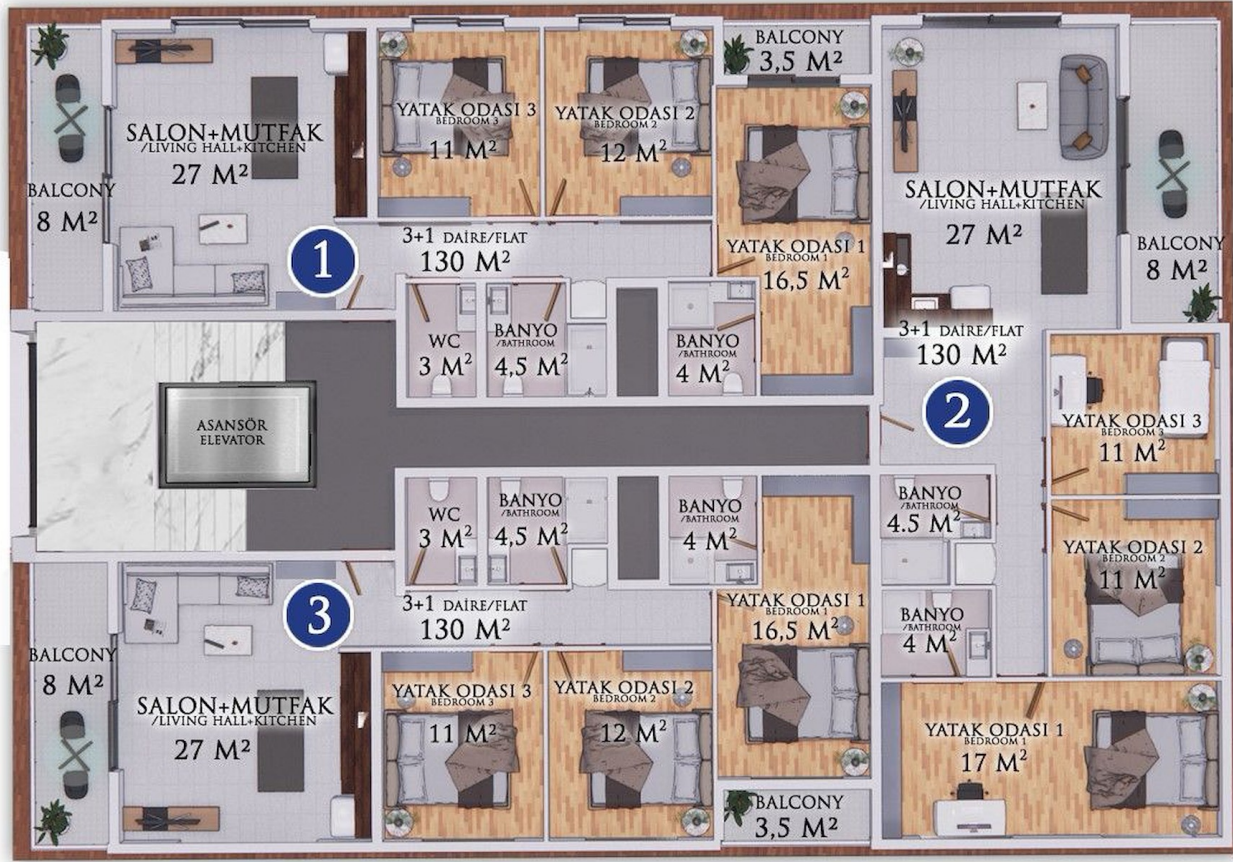 SALON+MUTFAK
/LIVING HALL+KITCHEN
27 M²
BALCONY
8 M²
YATAK ODASI 3
BEDROOM 3
11 M²
YATAK ODASI 2
BEDROOM 2
12 M²
BALCONY
3,5 M²
YATAK ODASI 1
BEDROOM 1
16,5 M²
1
3+1 DAİRE/FLAT
130 M²
WC
3 M²
BANYO
/BATHROOM
4,5 M²
BANYO
/BATHROOM
4 M²
SALON+MUTFAK
/LIVING HALL+KITCHEN
27 M²
BALCONY
8 M²
3+1 DAİRE/FLAT
130 M²
2
YATAK ODASI 3
BEDROOM 3
11 M²
ASANSÖR
ELEVATOR
WC
3 M²
BANYO
/BATHROOM
4,5 M²
BANYO
/BATHROOM
4 M²
BANYO
/BATHROOM
4.5 M²
YATAK ODASI 2
BEDROOM 2
11 M²
BANYO
/BATHROOM
4 M²
3
3+1 DAİRE/FLAT
130 M²
YATAK ODASI 1
BEDROOM 1
16,5 M²
BALCONY
8 M²
SALON+MUTFAK
/LIVING HALL+KITCHEN
27 M²
YATAK ODASI 3
BEDROOM 3
11 M²
YATAK ODASI 2
BEDROOM 2
12 M²
BALCONY
3,5 M²
YATAK ODASI 1
BEDROOM 1
17 M²